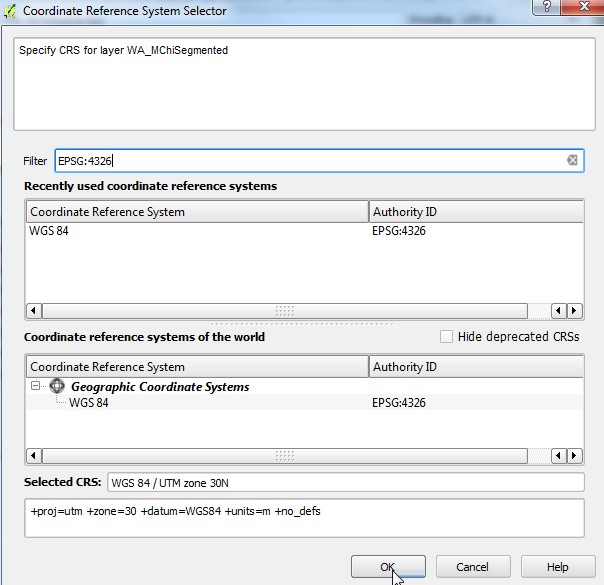 Coordinate Reference System Selector
Specify CRS for layer WA_MChiSegmented
Filter EPSG:4326
Recently used coordinate reference systems
Coordinate Reference System Authority ID
WGS 84 EPSG:4326
Coordinate reference systems of the world Hide deprecated CRSs
Coordinate Reference System Authority ID
Geographic Coordinate Systems
WGS 84 EPSG:4326
Selected CRS: WGS 84 / UTM zone 30N
+proj=utm +zone=30 +datum=WGS84 +units=m +no_defs
OK Cancel Help